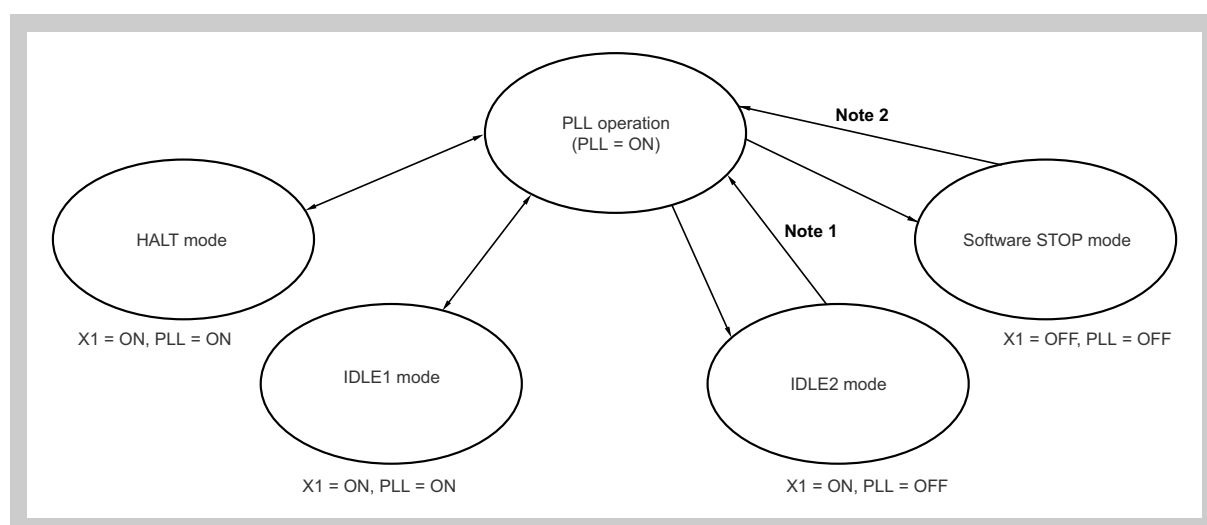 PLL operation
(PLL = ON)
Note 2
HALT mode
Note 1
Software STOP mode
X1 = ON, PLL = ON
X1 = OFF, PLL = OFF
IDLE1 mode
IDLE2 mode
X1 = ON, PLL = ON
X1 = ON, PLL = OFF